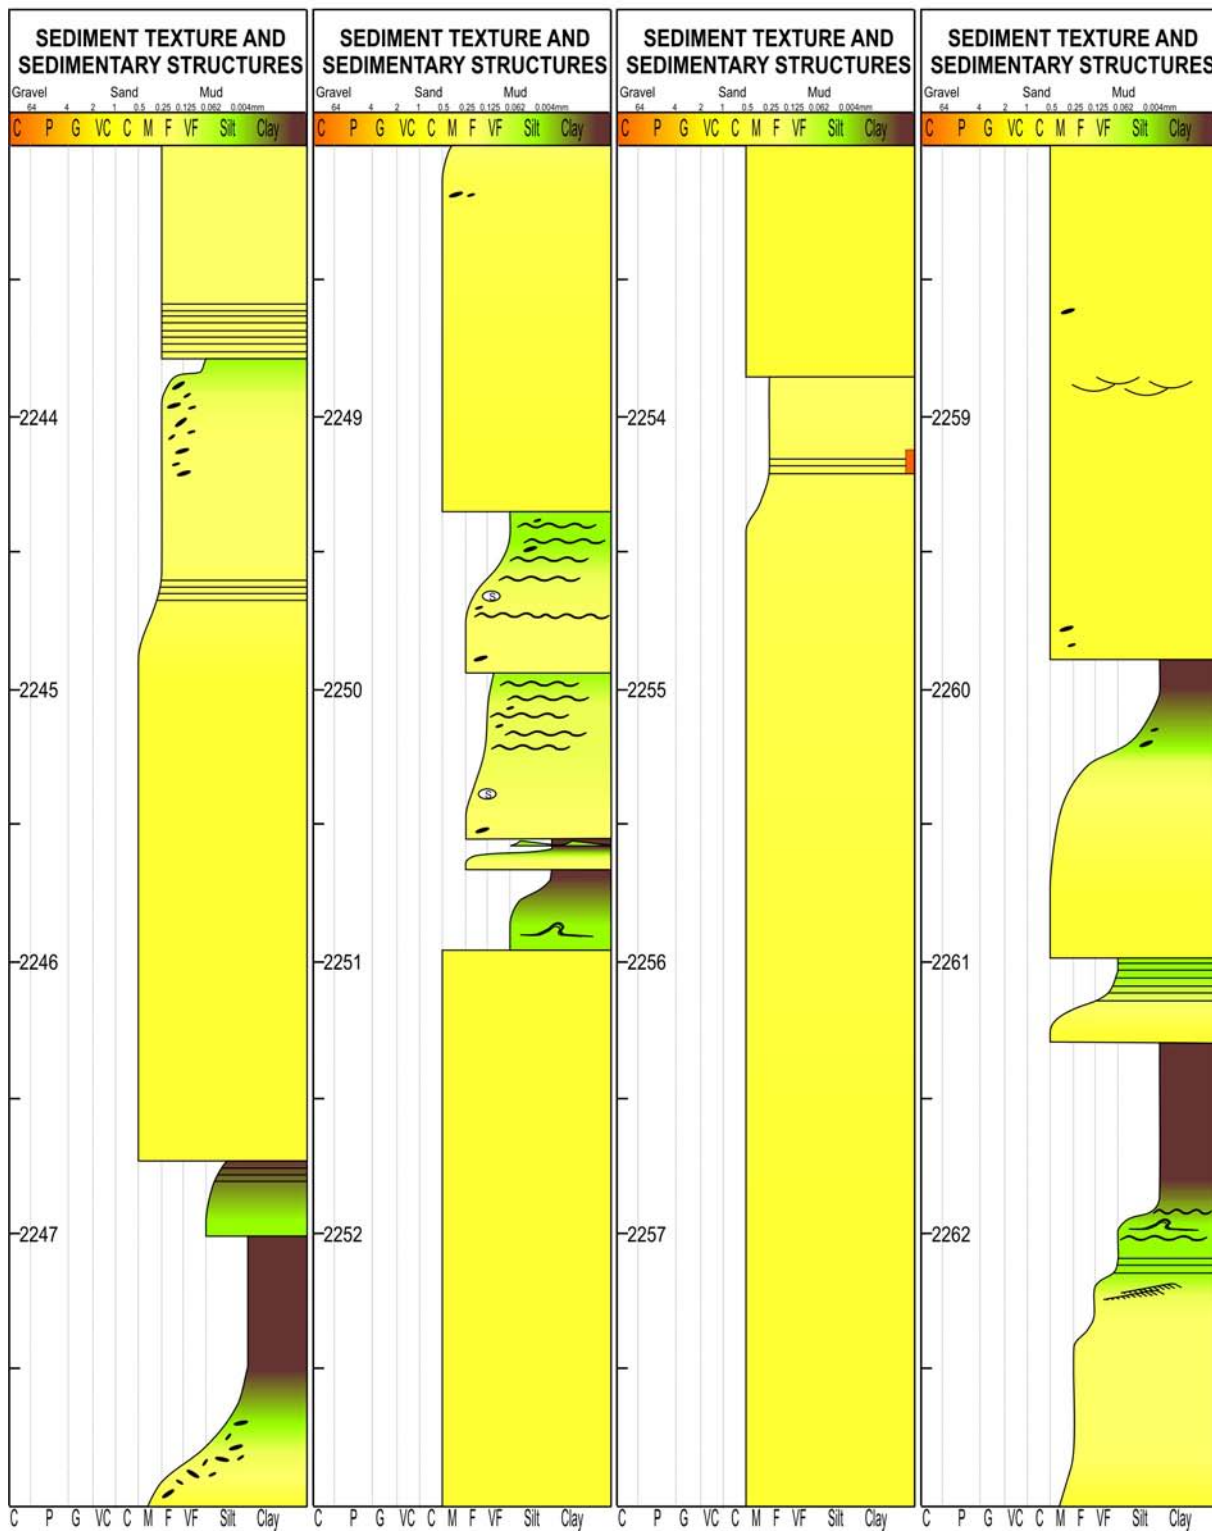 SEDIMENT TEXTURE AND
SEDIMENTARY STRUCTURES
Gravel Sand Mud
64 4 2 1 0.5 0.25 0.125 0.062 0.004mm
C P G VC C M F VF Silt Clay
2244
2245
2246
2247
C P G VC C M F VF Silt Clay
SEDIMENT TEXTURE AND
SEDIMENTARY STRUCTURES
Gravel Sand Mud
64 4 2 1 0.5 0.25 0.125 0.062 0.004mm
C P G VC C M F VF Silt Clay
2249
S
2250
S
2251
2252
C P G VC C M F VF Silt Clay
SEDIMENT TEXTURE AND
SEDIMENTARY STRUCTURES
Gravel Sand Mud
64 4 2 1 0.5 0.25 0.125 0.062 0.004mm
C P G VC C M F VF Silt Clay
2254
2255
2256
2257
C P G VC C M F VF Silt Clay
SEDIMENT TEXTURE AND
SEDIMENTARY STRUCTURES
Gravel Sand Mud
64 4 2 1 0.5 0.25 0.125 0.062 0.004mm
C P G VC C M F VF Silt Clay
2259
2260
2261
2262
C P G VC C M F VF Silt Clay